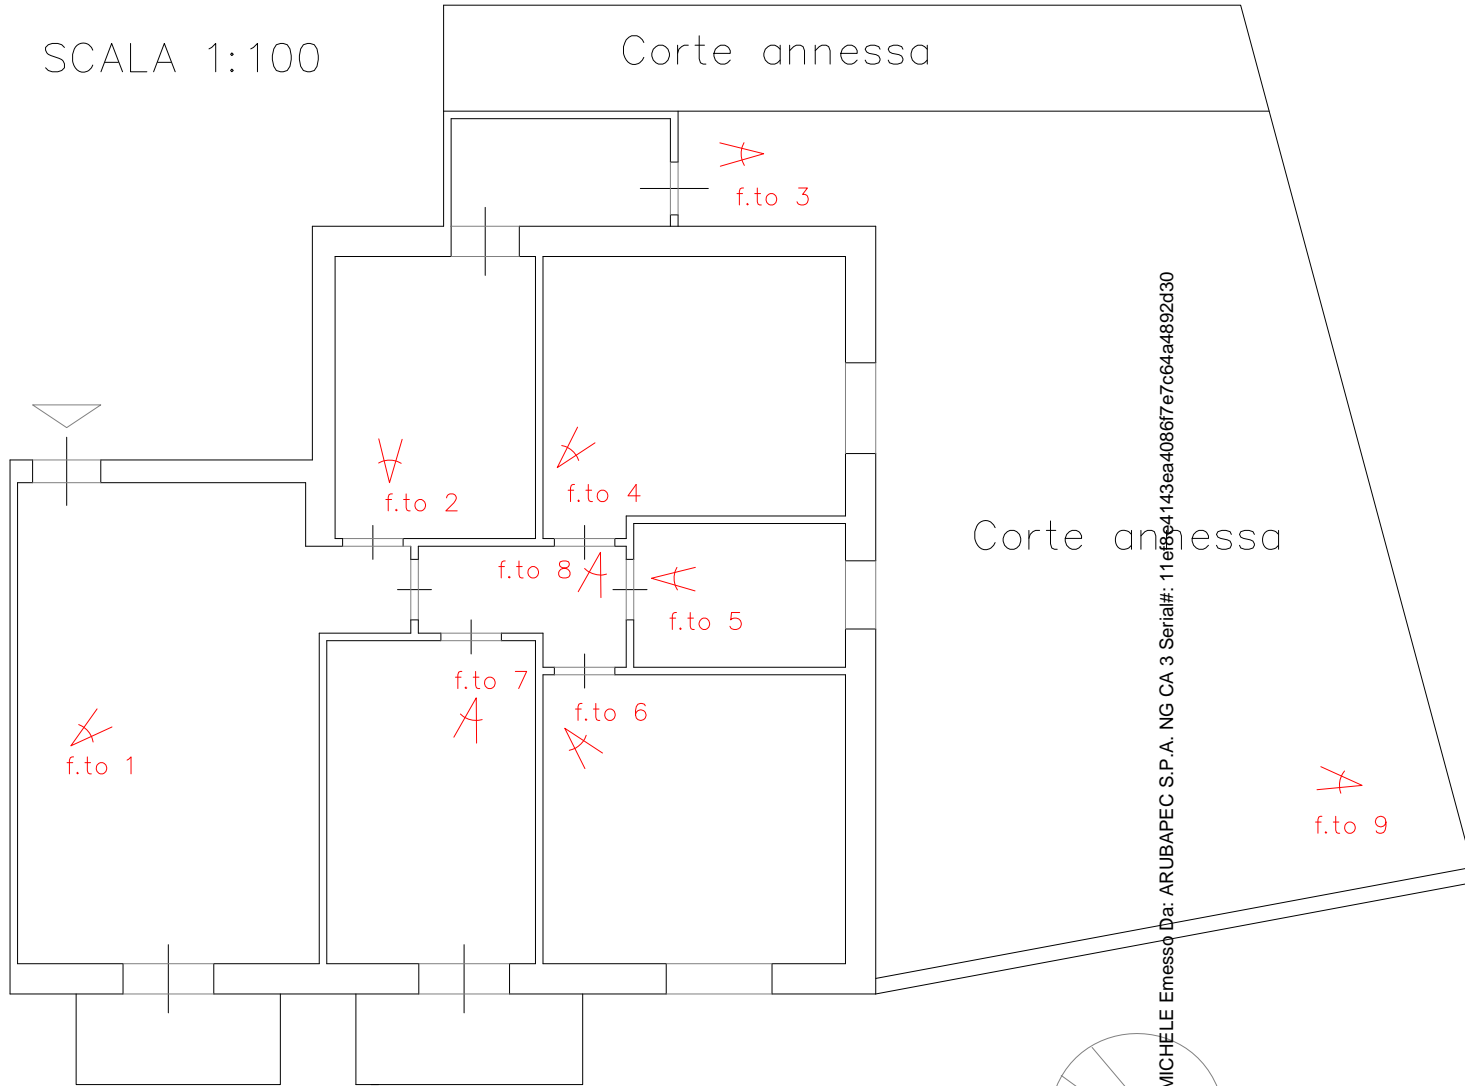 SCALA 1:100
Corte annessa
f.to 3
f.to 2
f.to 4
f.to 8
f.to 5
Corte annessa
f.to 7
f.to 6
f.to 1
f.to 9
MICHELE Emesso Da: ARUBAPEC S.P.A. NG CA 3 Serial#: 11ef8e4143ea4086f7e7c64a4892d30